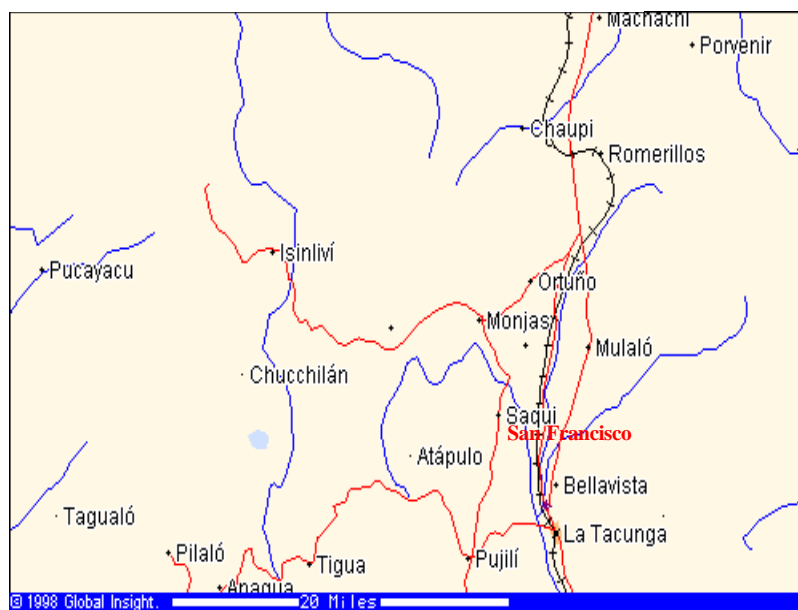 Machachi
Porvenir
Chaupi
Romerillos
Isinliví
Pucayacu
Ortuño
Monjas
Mulaló
Chucchilán
Saqui
San Francisco
Atápulo
Bellavista
Tagualó
La Tacunga
Pilaló
Tigua
Pujilí
Anagua
© 1998 Global Insight.
20 Miles